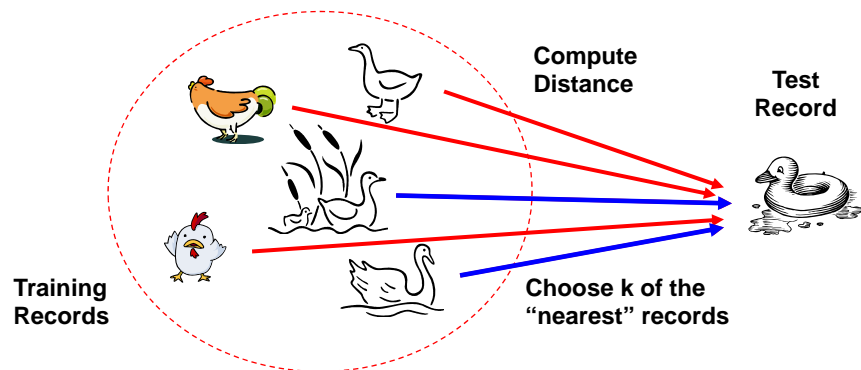 Compute
Distance
Test
Record
Training
Records
Choose k of the
“nearest” records